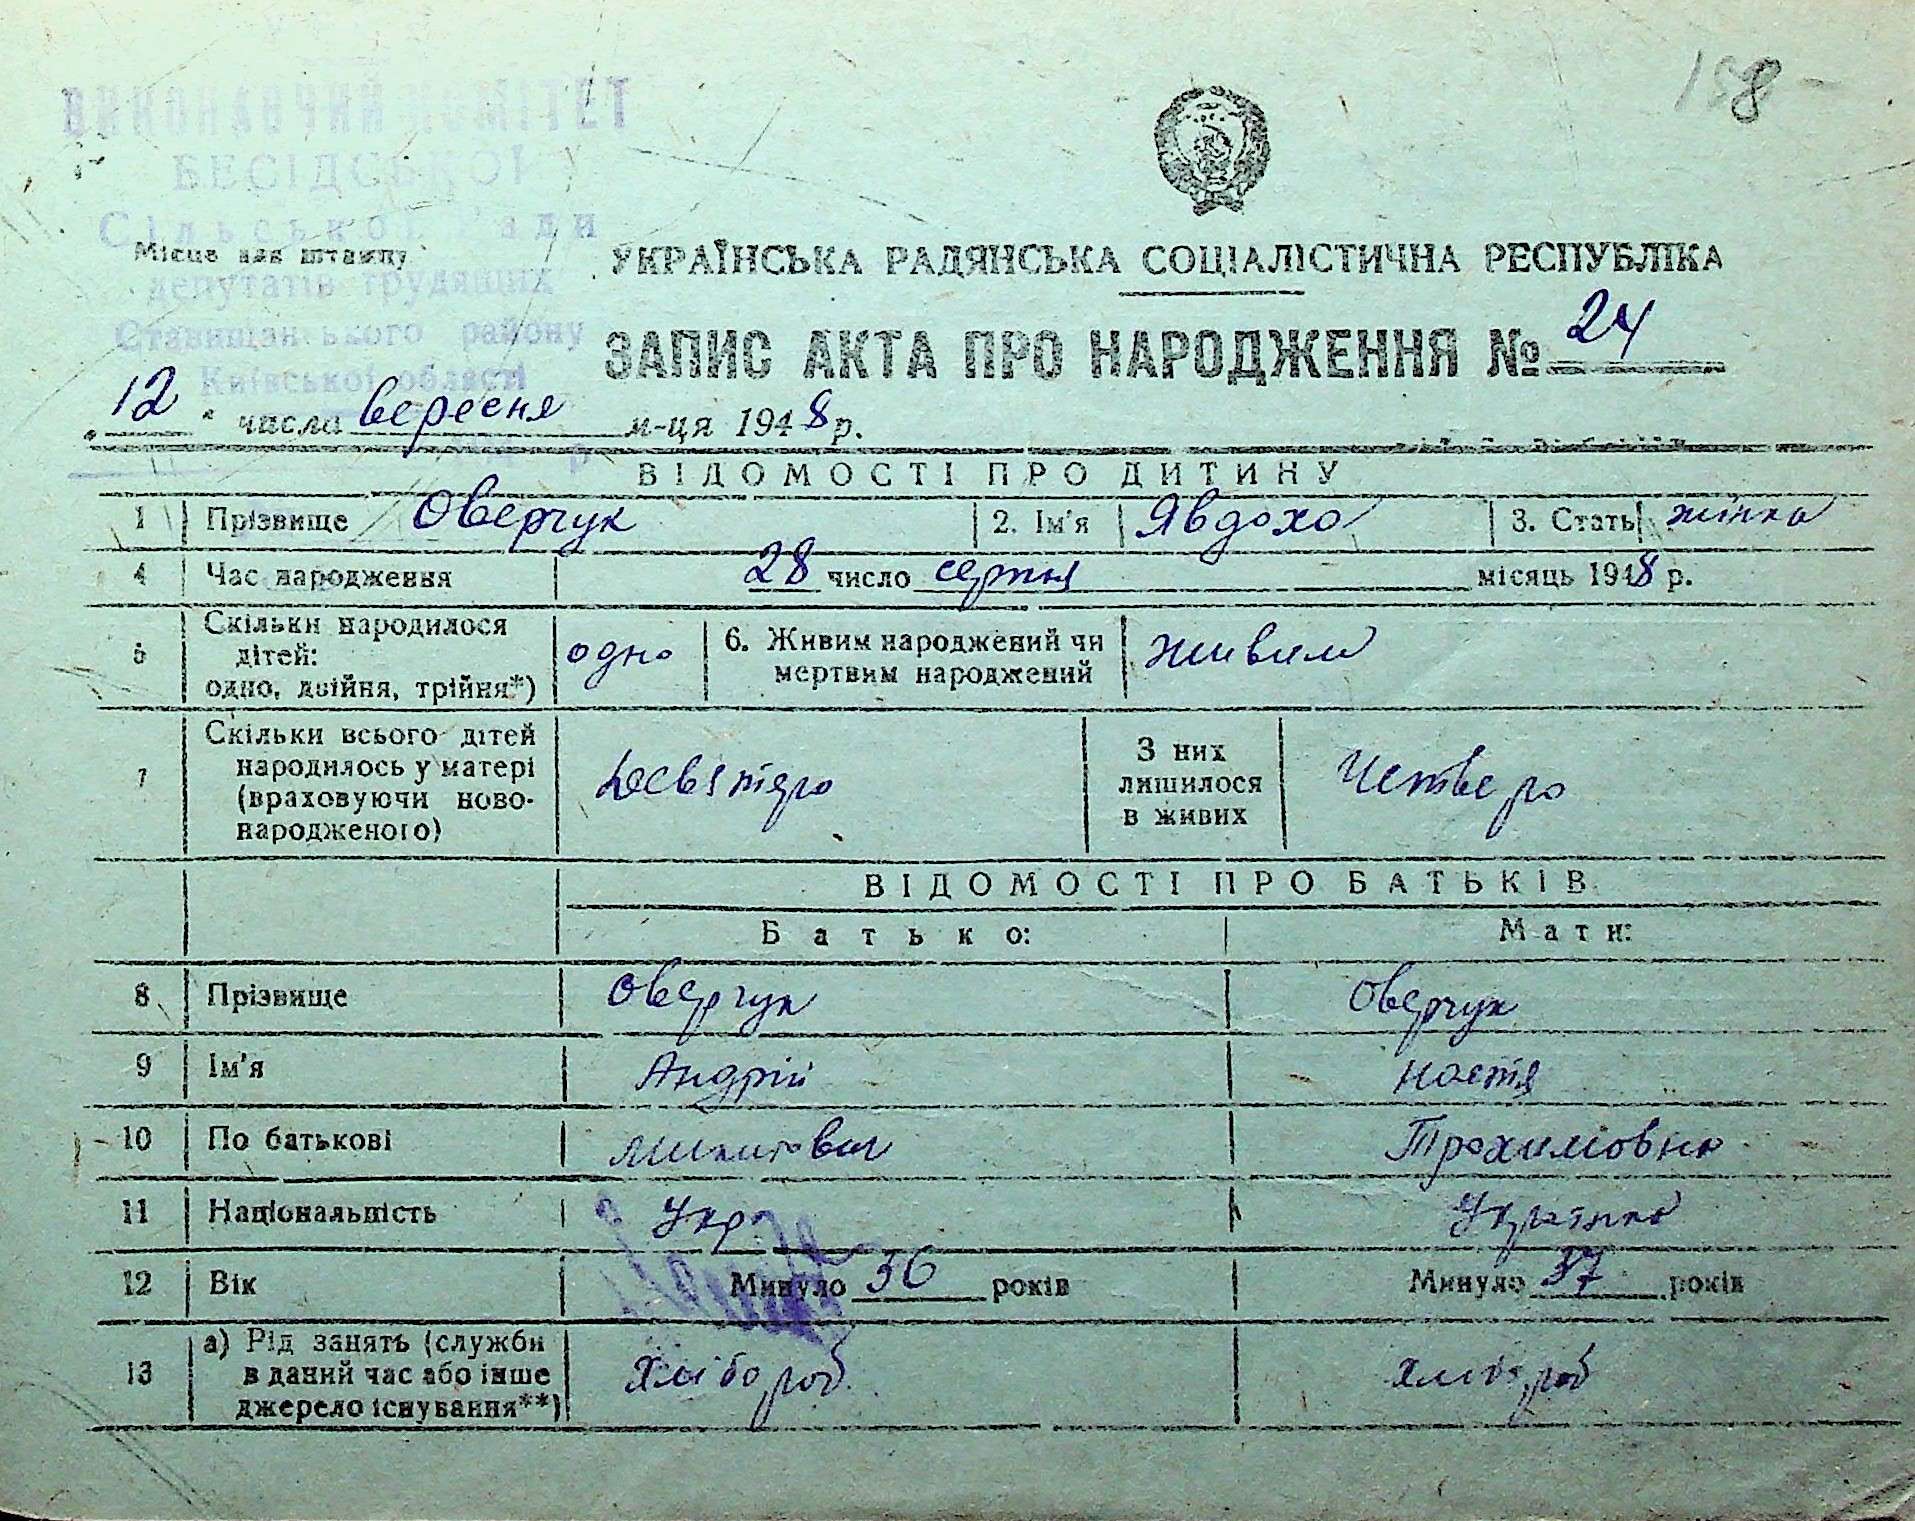 158
ВИКОНАВЧИЙ КОМІТЕТ
БЕСІДСЬКОЇ
Сільської Ради
Місце для штампу
депутатів трудящих
Ставищанського району
Київської області
УКРАЇНСЬКА РАДЯНСЬКА СОЦІАЛІСТИЧНА РЕСПУБЛІКА
ЗАПИС АКТА ПРО НАРОДЖЕННЯ № 24
„12“ числа вересня м-ця 1948 р.
ВІДОМОСТІ ПРО ДИТИНУ
1 Прізвище Оверчук 2. Ім'я Явдоха 3. Стать жінка
4 Час народження 28 число серпня місяць 1948 р.
5 Скільки народилося
дітей:
одно, двійня, трійня*) одно 6. Живим народжений чи
мертвим народжений живим
7 Скільки всього дітей
народилось у матері
(враховуючи ново-
народженого) Девятеро З них
лишилося
в живих Четверо
ВІДОМОСТІ ПРО БАТЬКІВ
Батько: Мати:
8 Прізвище Оверчук Оверчук
9 Ім'я Андрій Настя
10 По батькові Микитович Трохимовна
11 Національність Укр. Українка
12 Вік Минуло 36 років Минуло 37 років
13 а) Рід занять (служби
в даний час або інше
джерело існування**) Хлібороб Хлібороб